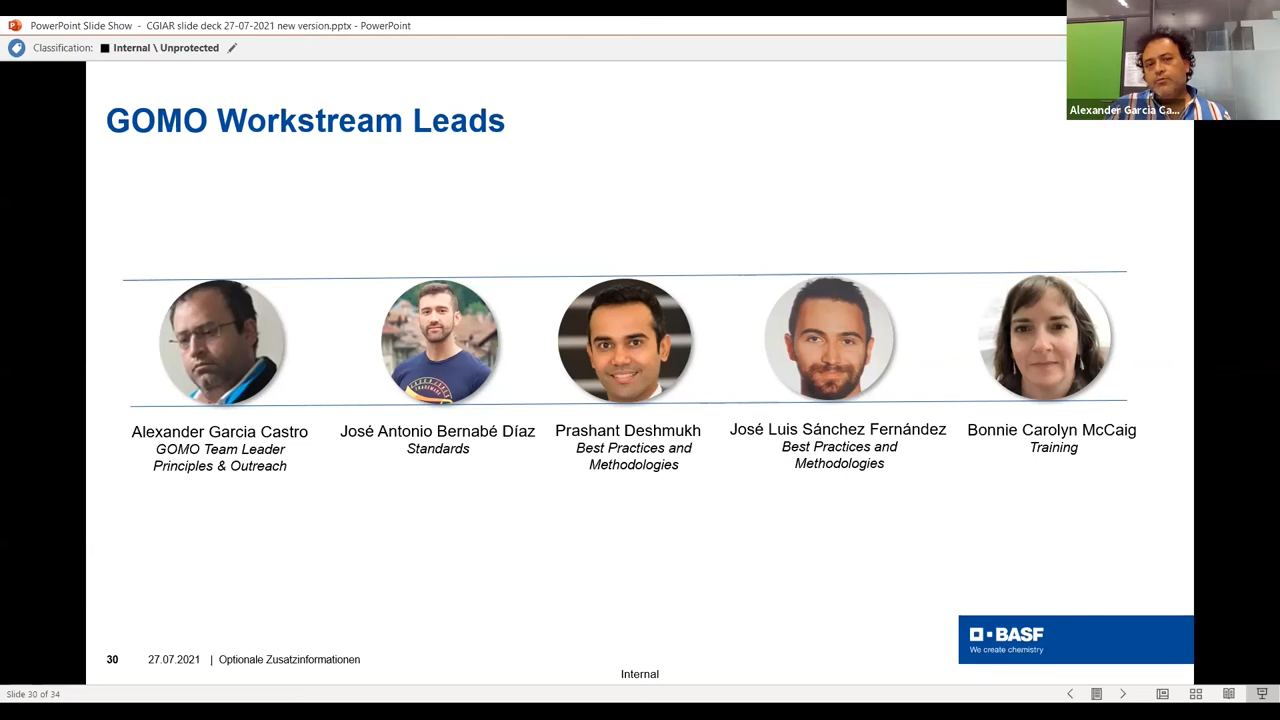 PowerPoint Slide Show - CGIAR slide deck 27-07-2021 new version.pptx - PowerPoint
Classification: Internal \ Unprotected
Alexander Garcia Ca...
GOMO Workstream Leads
Alexander Garcia Castro
GOMO Team Leader
Principles & Outreach
José Antonio Bernabé Díaz
Standards
Prashant Deshmukh
Best Practices and
Methodologies
José Luis Sánchez Fernández
Best Practices and
Methodologies
Bonnie Carolyn McCaig
Training
BASF
We create chemistry
30 27.07.2021 | Optionale Zusatzinformationen
Internal
Slide 30 of 34